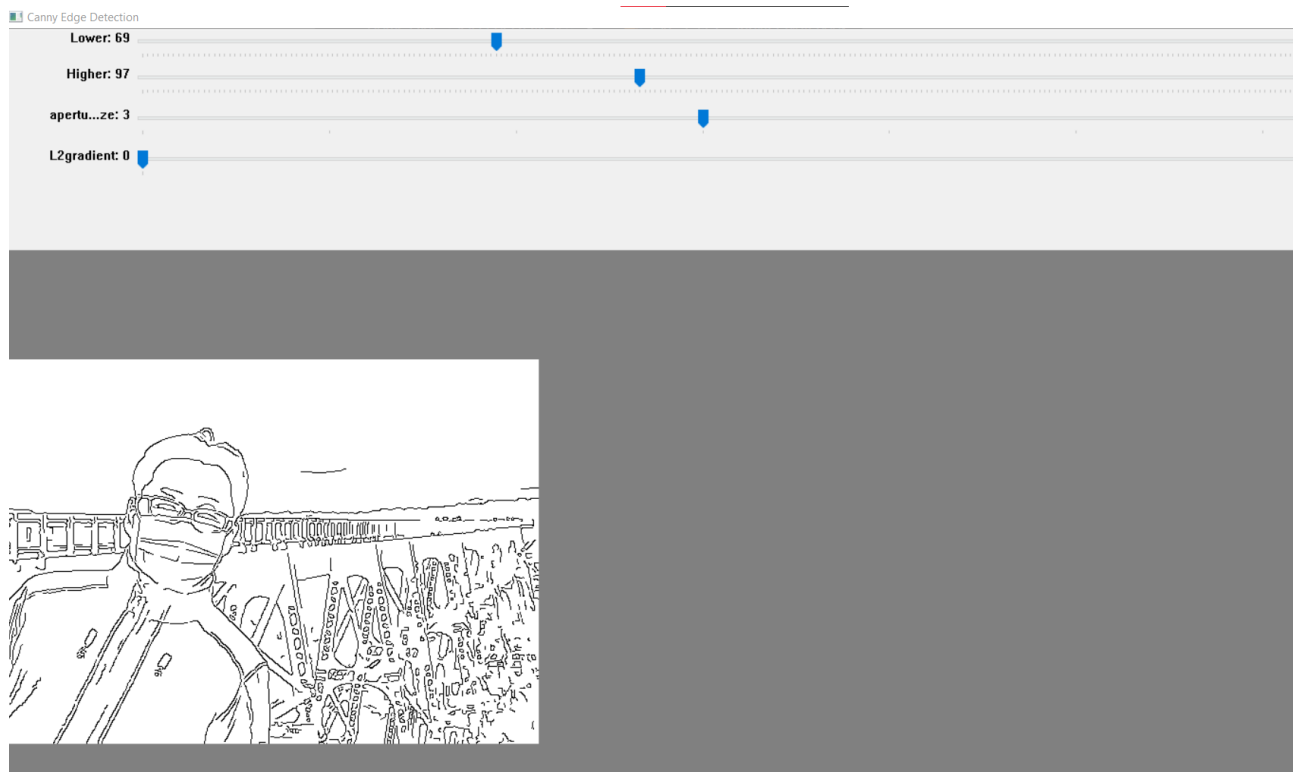 Canny Edge Detection
Lower: 69
Higher: 97
apertu...ze: 3
L2gradient: 0